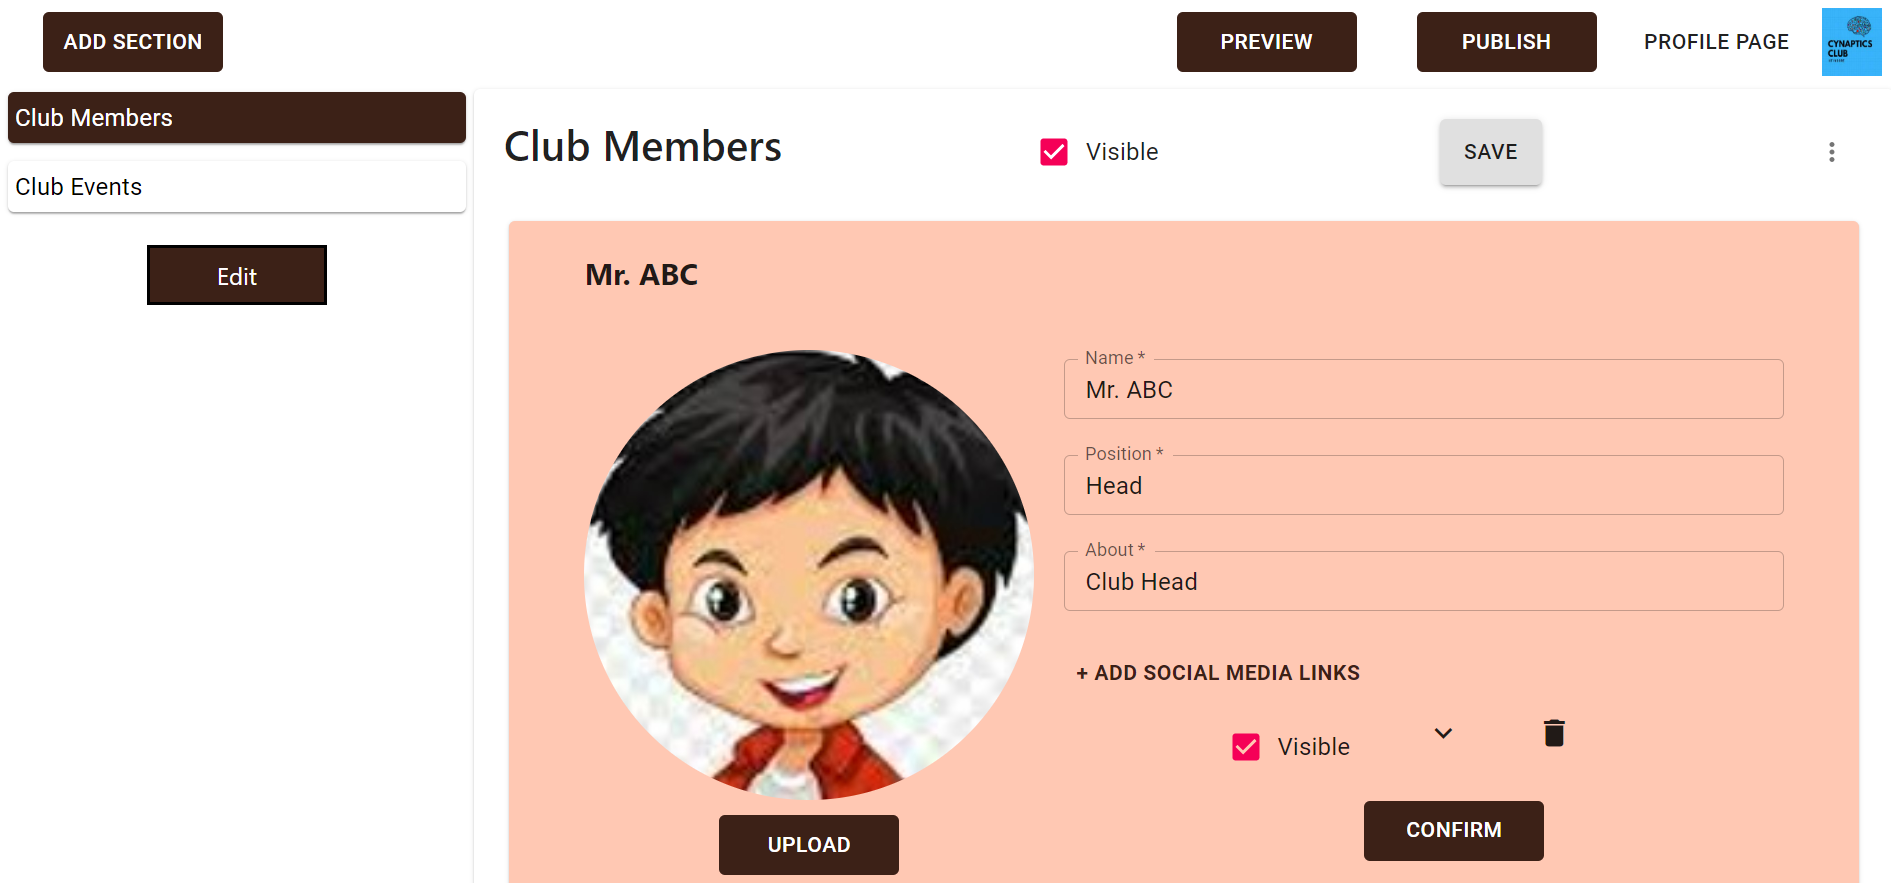 ADD SECTION
PREVIEW
PUBLISH
PROFILE PAGE
CYNAPTICS
CLUB
Club Members
Club Events
Edit
Club Members
Visible
SAVE
Mr. ABC
Name *
Mr. ABC
Position *
Head
About *
Club Head
+ ADD SOCIAL MEDIA LINKS
Visible
UPLOAD
CONFIRM